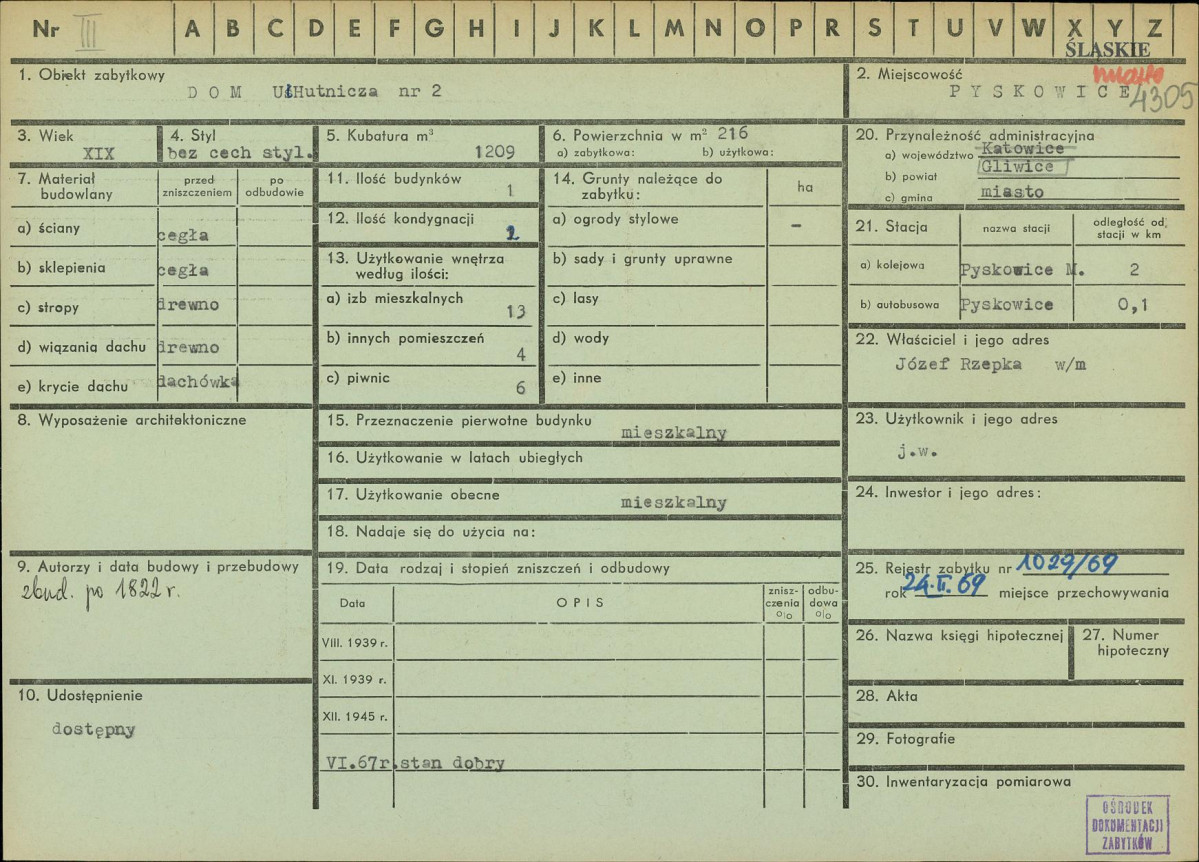 Nr III A B C D E F G H I J K L M N O P R S T U V W X Y Z
ŚLĄSKIE
1. Obiekt zabytkowy
DOM Ul Hutnicza nr 2
2. Miejscowość
miasto
PYSKOWICE 4305
3. Wiek
XIX
4. Styl
bez cech styl.
5. Kubatura m³
1209
6. Powierzchnia w m² 216
a) zabytkowa: b) użytkowa:
7. Materiał budowlany
przed zniszczeniem
po odbudowie
a) ściany cegła
b) sklepienia cegła
c) stropy drewno
d) wiązania dachu drewno
e) krycie dachu dachówka
8. Wyposażenie architektoniczne
9. Autorzy i data budowy i przebudowy
zbud. po 1822 r.
10. Udostępnienie
dostępny
11. Ilość budynków
1
12. Ilość kondygnacji
2
13. Użytkowanie wnętrza
według ilości:
a) izb mieszkalnych
13
b) innych pomieszczeń
4
c) piwnic
6
14. Grunty należące do
zabytku:
ha
a) ogrody stylowe –
b) sady i grunty uprawne
c) lasy
d) wody
e) inne
15. Przeznaczenie pierwotne budynku
mieszkalny
16. Użytkowanie w latach ubiegłych
17. Użytkowanie obecne mieszkalny
18. Nadaje się do użycia na:
19. Data rodzaj i stopień zniszczeń i odbudowy
Data OPIS zniszczenia % odbudowa %
VIII. 1939 r.
XI. 1939 r.
XII. 1945 r.
VI.67r. stan dobry
20. Przynależność administracyjna
a) województwo Katowice
b) powiat Gliwice
c) gmina miasto
21. Stacja nazwa stacji odległość od stacji w km
a) kolejowa Pyskowice M. 2
b) autobusowa Pyskowice 0,1
22. Właściciel i jego adres
Józef Rzepka w/m
23. Użytkownik i jego adres
j.w.
24. Inwestor i jego adres:
25. Rejestr zabytku nr 1029/69
rok 24.II.69 miejsce przechowywania
26. Nazwa księgi hipotecznej
27. Numer
hipoteczny
28. Akta
29. Fotografie
30. Inwentaryzacja pomiarowa
OŚRODEK
DOKUMENTACJI
ZABYTKÓW